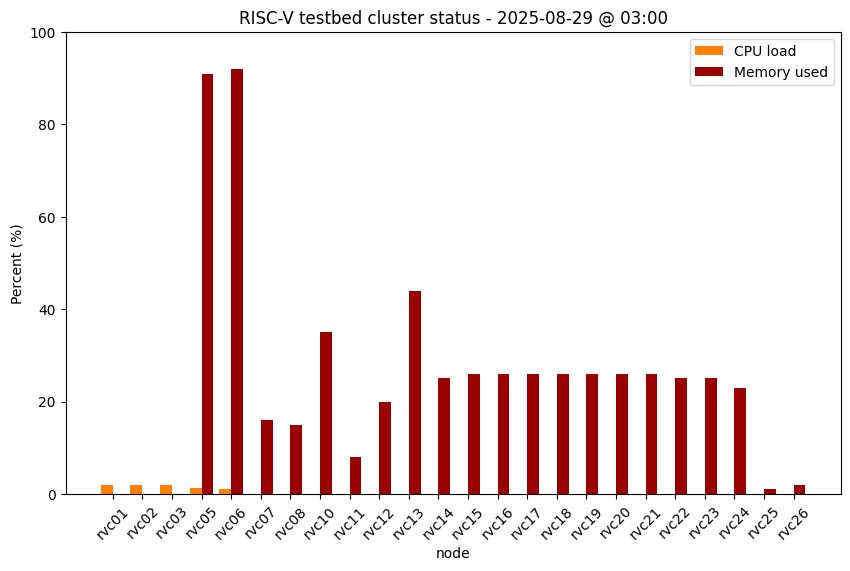 RISC-V testbed cluster status - 2025-08-29 @ 03:00
CPU load
Memory used
Percent (%)
100
80
60
40
20
0
rvc01
rvc02
rvc03
rvc05
rvc06
rvc07
rvc08
rvc10
rvc11
rvc12
rvc13
rvc14
rvc15
rvc16
rvc17
rvc18
rvc19
rvc20
rvc21
rvc22
rvc23
rvc24
rvc25
rvc26
node